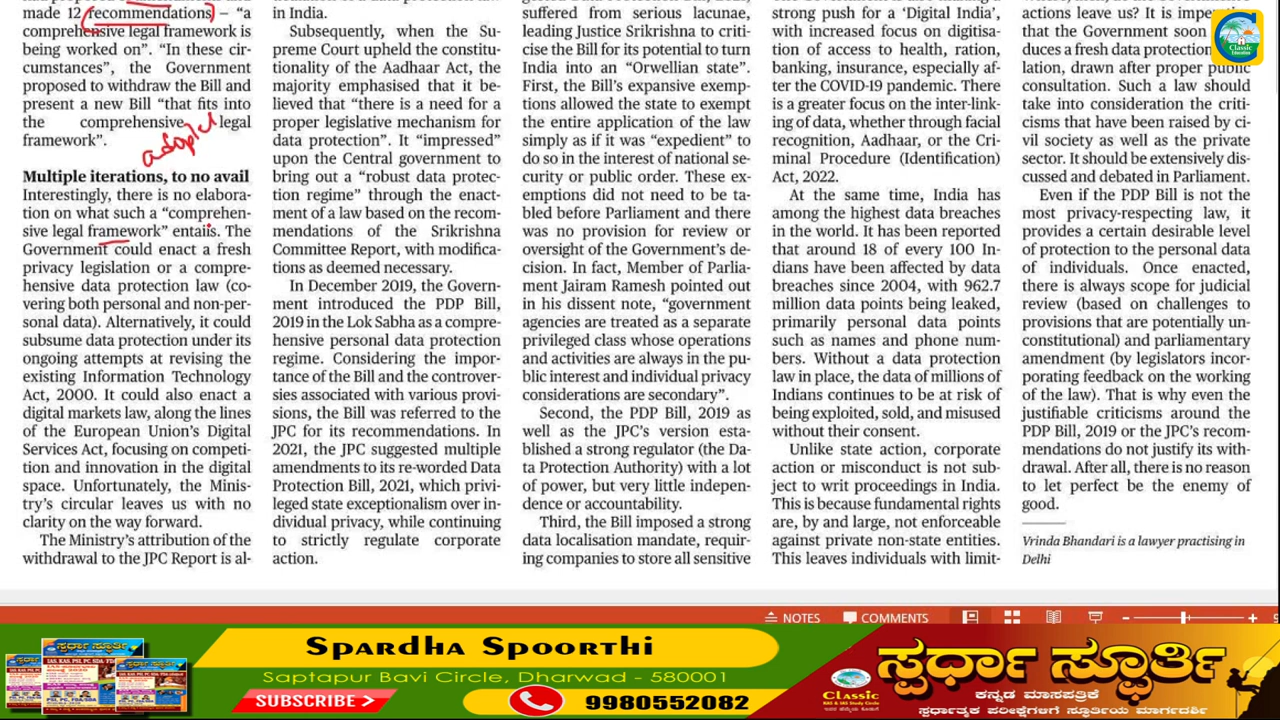 made 12 recommendations) – “a
comprehensive legal framework is
being worked on”. “In these cir-
cumstances”, the Government
proposed to withdraw the Bill and
present a new Bill “that fits into
the comprehensive legal
framework”.
Multiple iterations, to no avail
Interestingly, there is no elabora-
tion on what such a “comprehen-
sive legal framework” entails. The
Government could enact a fresh
privacy legislation or a compre-
hensive data protection law (co-
vering both personal and non-per-
sonal data). Alternatively, it could
subsume data protection under its
ongoing attempts at revising the
existing Information Technology
Act, 2000. It could also enact a
digital markets law, along the lines
of the European Union’s Digital
Services Act, focusing on competi-
tion and innovation in the digital
space. Unfortunately, the Minis-
try’s circular leaves us with no
clarity on the way forward.
The Ministry’s attribution of the
withdrawal to the JPC Report is al-
in India.
Subsequently, when the Su-
preme Court upheld the constitu-
tionality of the Aadhaar Act, the
majority emphasised that it be-
lieved that “there is a need for a
proper legislative mechanism for
data protection”. It “impressed”
upon the Central government to
bring out a “robust data protec-
tion regime” through the enact-
ment of a law based on the recom-
mendations of the Srikrishna
Committee Report, with modifica-
tions as deemed necessary.
In December 2019, the Govern-
ment introduced the PDP Bill,
2019 in the Lok Sabha as a compre-
hensive personal data protection
regime. Considering the impor-
tance of the Bill and the controver-
sies associated with various provi-
sions, the Bill was referred to the
JPC for its recommendations. In
2021, the JPC suggested multiple
amendments to its re-worded Data
Protection Bill, 2021, which privi-
leged state exceptionalism over in-
dividual privacy, while continuing
to strictly regulate corporate
action.
suffered from serious lacunae,
leading Justice Srikrishna to criti-
cise the Bill for its potential to turn
India into an “Orwellian state”.
First, the Bill’s expansive exemp-
tions allowed the state to exempt
the entire application of the law
simply as if it was “expedient” to
do so in the interest of national se-
curity or public order. These ex-
emptions did not need to be ta-
bled before Parliament and there
was no provision for review or
oversight of the Government’s de-
cision. In fact, Member of Parlia-
ment Jairam Ramesh pointed out
in his dissent note, “government
agencies are treated as a separate
privileged class whose operations
and activities are always in the pu-
blic interest and individual privacy
considerations are secondary”.
Second, the PDP Bill, 2019 as
well as the JPC’s version esta-
blished a strong regulator (the Da-
ta Protection Authority) with a lot
of power, but very little indepen-
dence or accountability.
Third, the Bill imposed a strong
data localisation mandate, requir-
ing companies to store all sensitive
strong push for a ‘Digital India’,
with increased focus on digitisa-
tion of access to health, ration,
banking, insurance, especially af-
ter the COVID-19 pandemic. There
is a greater focus on the inter-link-
ing of data, whether through facial
recognition, Aadhaar, or the Cri-
minal Procedure (Identification)
Act, 2022.
At the same time, India has
among the highest data breaches
in the world. It has been reported
that around 18 of every 100 In-
dians have been affected by data
breaches since 2004, with 962.7
million data points being leaked,
primarily personal data points
such as names and phone num-
bers. Without a data protection
law in place, the data of millions of
Indians continues to be at risk of
being exploited, sold, and misused
without their consent.
Unlike state action, corporate
action or misconduct is not sub-
ject to writ proceedings in India.
This is because fundamental rights
are, by and large, not enforceable
against private non-state entities.
This leaves individuals with limit-
actions leave us? It is impe
that the Government soon
duces a fresh data protection
lation, drawn after proper public
consultation. Such a law should
take into consideration the criti-
cisms that have been raised by ci-
vil society as well as the private
sector. It should be extensively dis-
cussed and debated in Parliament.
Even if the PDP Bill is not the
most privacy-respecting law, it
provides a certain desirable level
of protection to the personal data
of individuals. Once enacted,
there is always scope for judicial
review (based on challenges to
provisions that are potentially un-
constitutional) and parliamentary
amendment (by legislators incor-
porating feedback on the working
of the law). That is why even the
justifiable criticisms around the
PDP Bill, 2019 or the JPC’s recom-
mendations do not justify its with-
drawal. After all, there is no reason
to let perfect be the enemy of
good.
Vrinda Bhandari is a lawyer practising in
Delhi
Classic
Education
NOTES COMMENTS
Spardha Spoorthi
Saptapur Bavi Circle, Dharwad - 580001
SUBSCRIBE 9980552082
Classic
IAS & KAS Study Circle
ಸ್ಪರ್ಧಾ ಸ್ಫೂರ್ತಿ
ಕನ್ನಡ ಮಾಸಪತ್ರಿಕೆ
ಸ್ಪರ್ಧಾತ್ಮಕ ಪರೀಕ್ಷೆಗಳಿಗೆ ಸ್ಫೂರ್ತಿಯ ಮಾರ್ಗದರ್ಶಿ